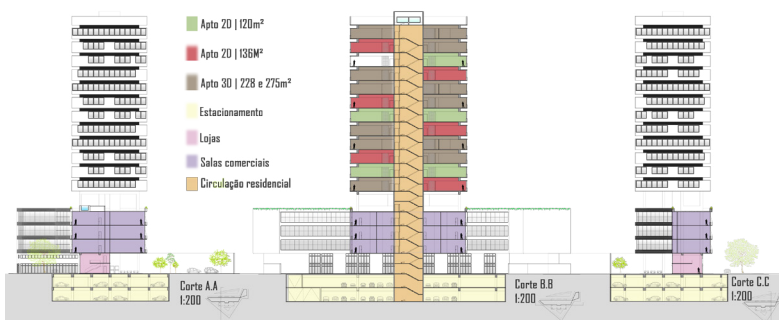 Apto 2D | 120m²
Apto 2D | 136M²
Apto 3D | 228 e 275m²
Estacionamento
Lojas
Salas comerciais
Circulação residencial
Corte A.A
1:200
Corte B.B
1:200
Corte C.C
1:200